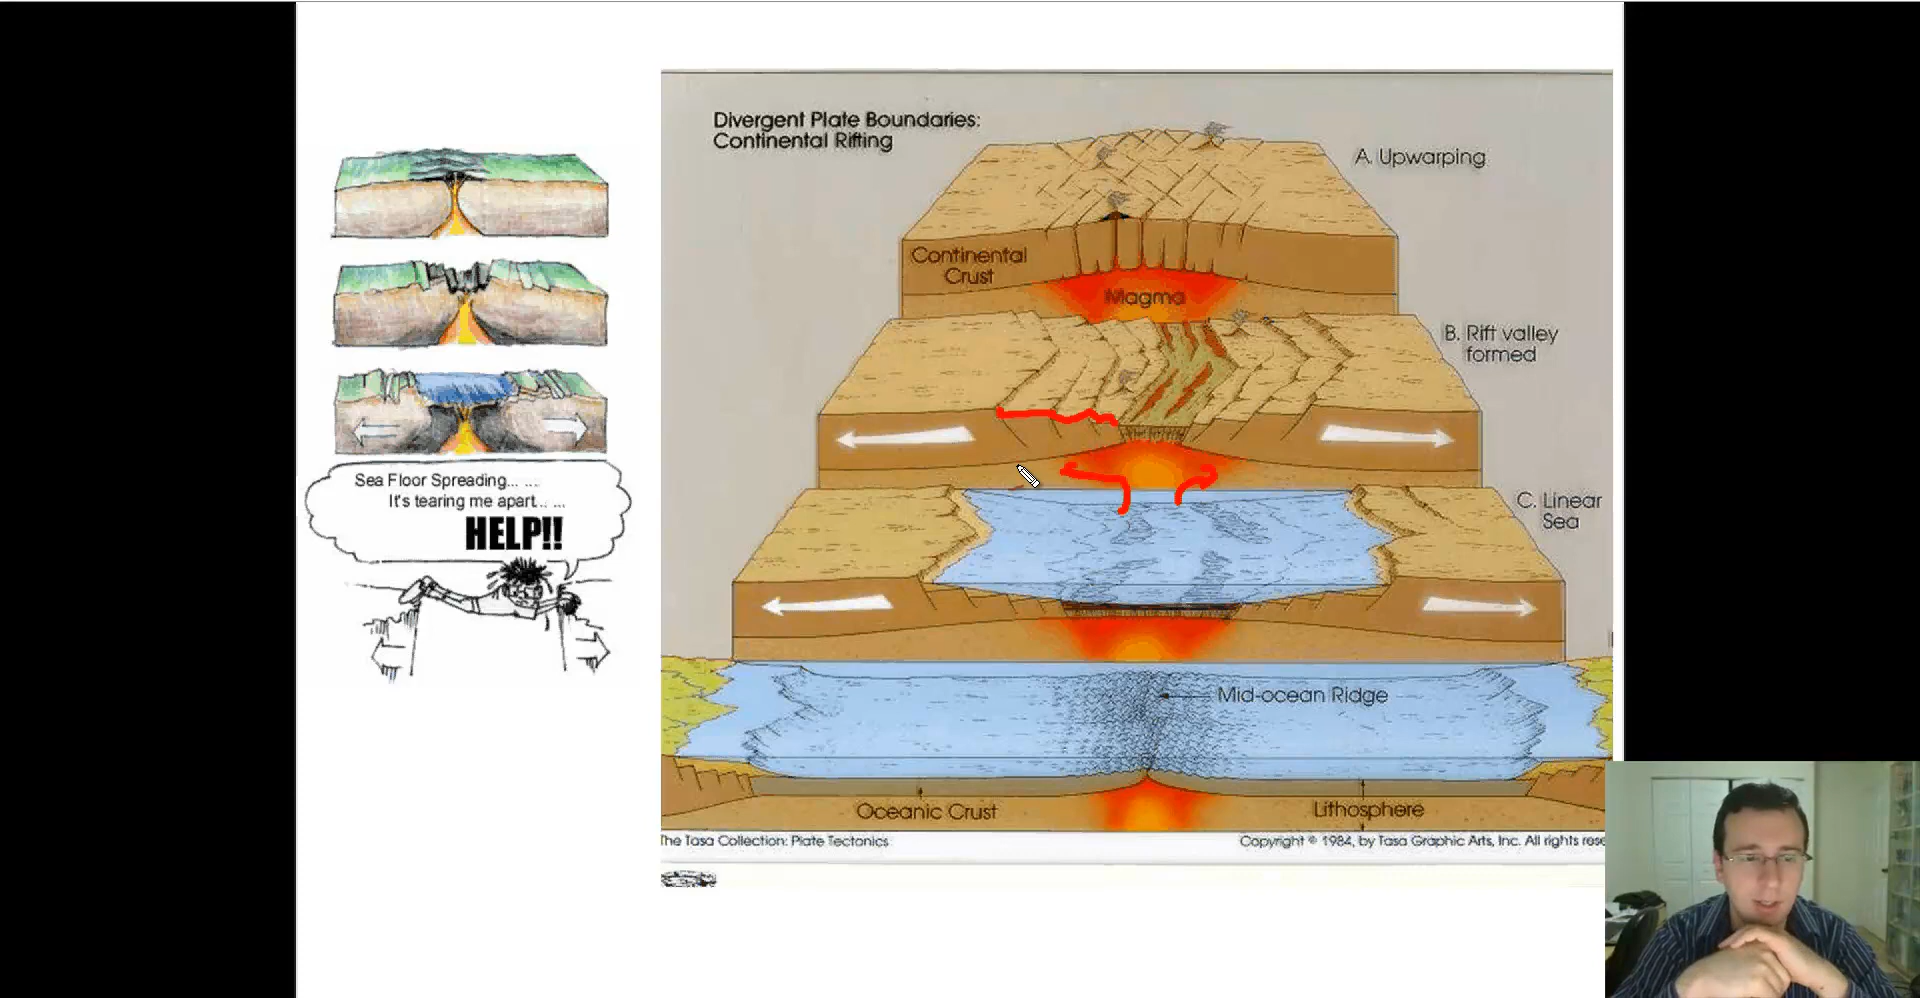 Divergent Plate Boundaries:
Continental Rifting
A. Upwarping
Continental
Crust
Magma
B. Rift valley
formed
C. Linear
Sea
Sea Floor Spreading... ...
It's tearing me apart... ...
HELP!!
Mid-ocean Ridge
Oceanic Crust
Lithosphere
The Tasa Collection: Plate Tectonics
Copyright © 1984, by Tasa Graphic Arts, Inc. All rights rese